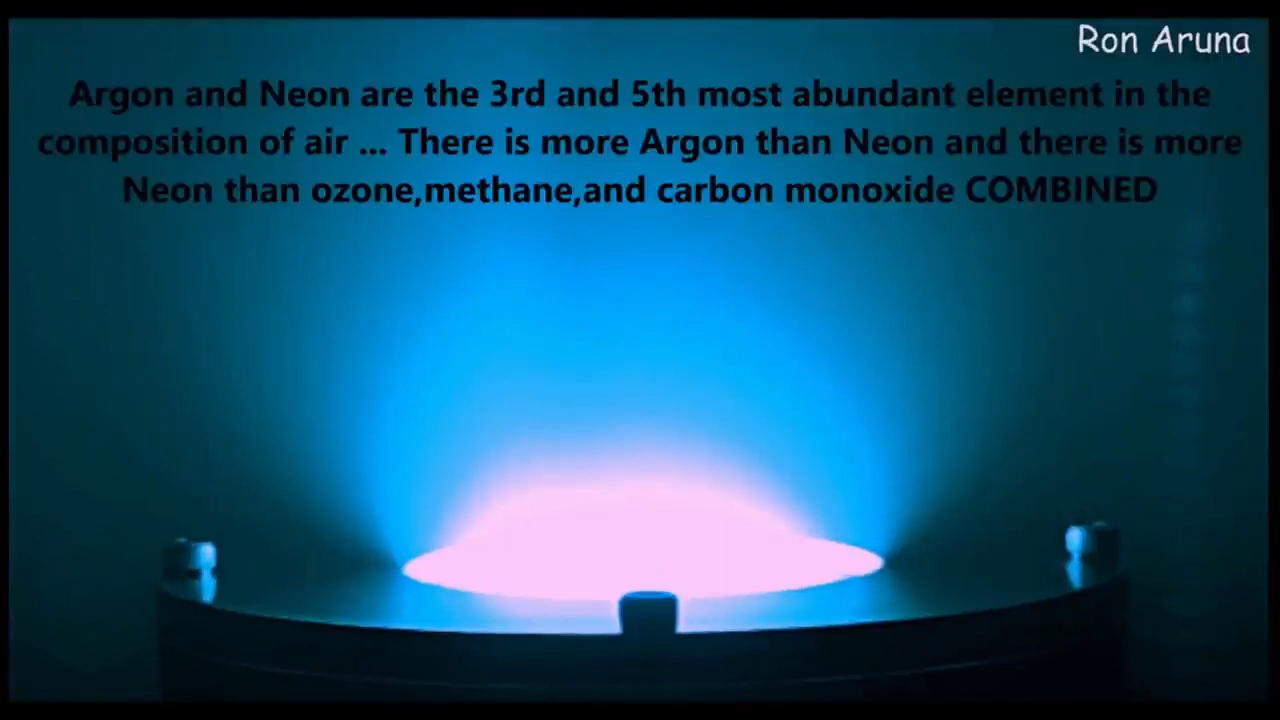 Ron Aruna
Argon and Neon are the 3rd and 5th most abundant element in the
composition of air ... There is more Argon than Neon and there is more
Neon than ozone,methane,and carbon monoxide COMBINED